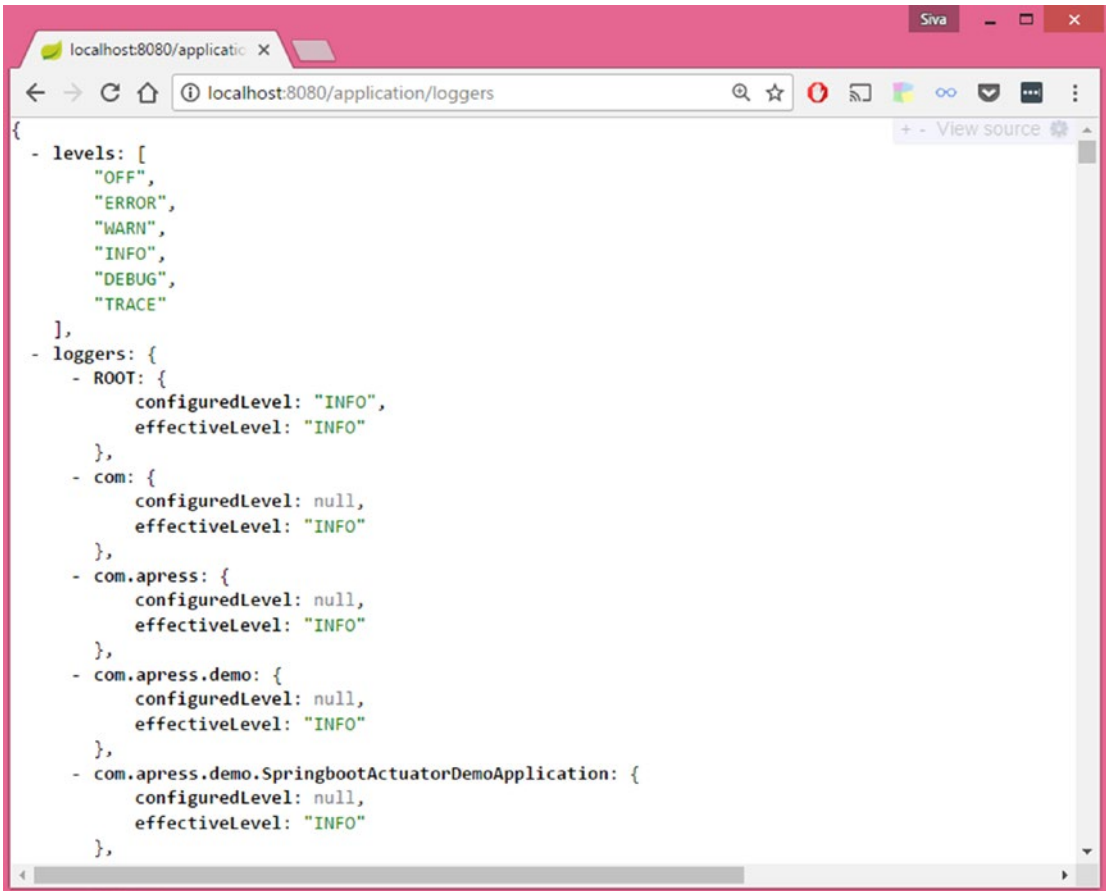 Siva
localhost:8080/applicatic
localhost:8080/application/loggers
+ - View source
{
- levels: [
"OFF",
"ERROR",
"WARN",
"INFO",
"DEBUG",
"TRACE"
],
- loggers: {
- ROOT: {
configuredLevel: "INFO",
effectiveLevel: "INFO"
},
- com: {
configuredLevel: null,
effectiveLevel: "INFO"
},
- com.apress: {
configuredLevel: null,
effectiveLevel: "INFO"
},
- com.apress.demo: {
configuredLevel: null,
effectiveLevel: "INFO"
},
- com.apress.demo.SpringbootActuatorDemoApplication: {
configuredLevel: null,
effectiveLevel: "INFO"
},